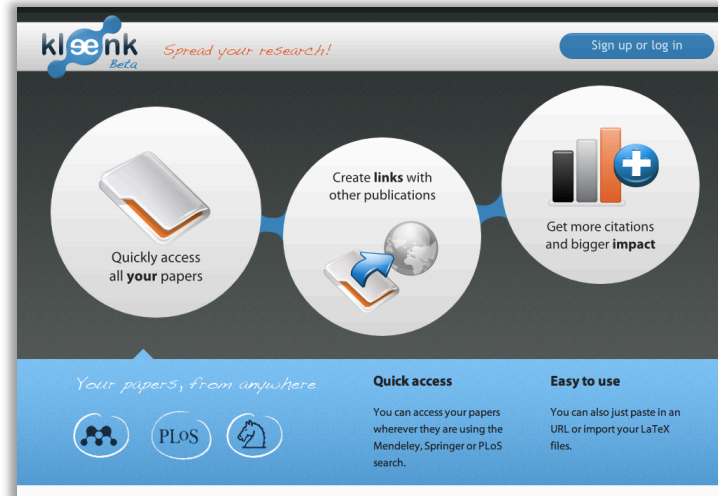 kleenk
Beta
Spread your research!
Sign up or log in
Quickly access
all your papers
Create links with
other publications
Get more citations
and bigger impact
Your papers, from anywhere
PLoS
Quick access
You can access your papers
wherever they are using the
Mendeley, Springer or PLoS
search.
Easy to use
You can also just paste in an
URL or import your LaTeX
files.